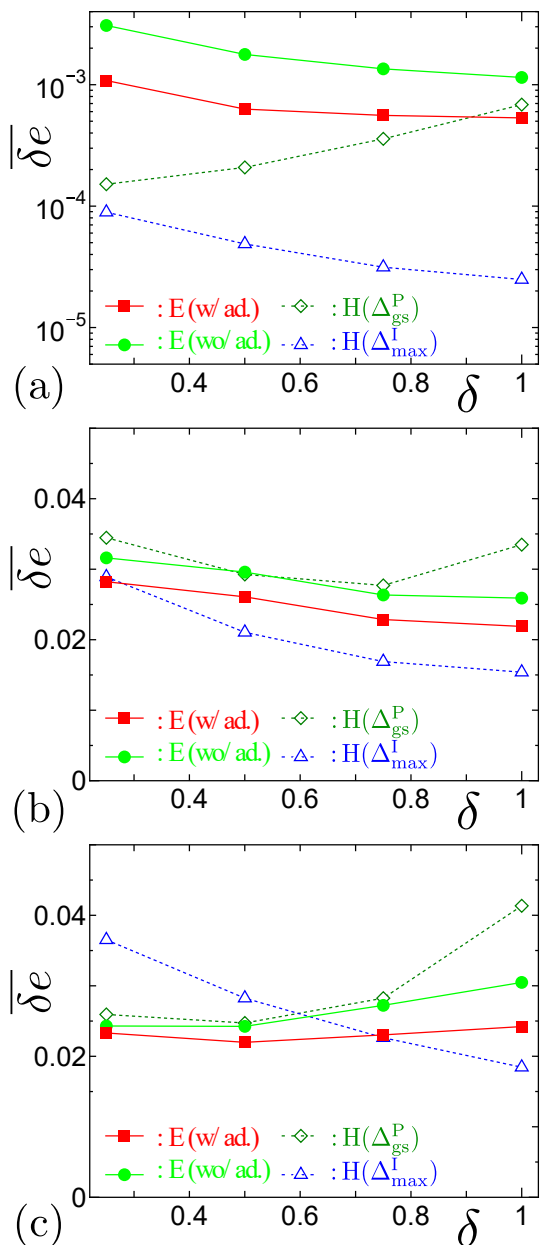 10⁻³
δe
10⁻⁴
: E (w/ ad.) : H(Δ^P_gs)
10⁻⁵
: E (wo/ ad.) : H(Δ^I_max)
(a) 0.4 0.6 0.8 δ 1
0.04
δe
0.02
: E (w/ ad.) : H(Δ^P_gs)
: E (wo/ ad.) : H(Δ^I_max)
0
(b) 0.4 0.6 0.8 δ 1
0.04
δe
0.02
: E (w/ ad.) : H(Δ^P_gs)
: E (wo/ ad.) : H(Δ^I_max)
0
(c) 0.4 0.6 0.8 δ 1